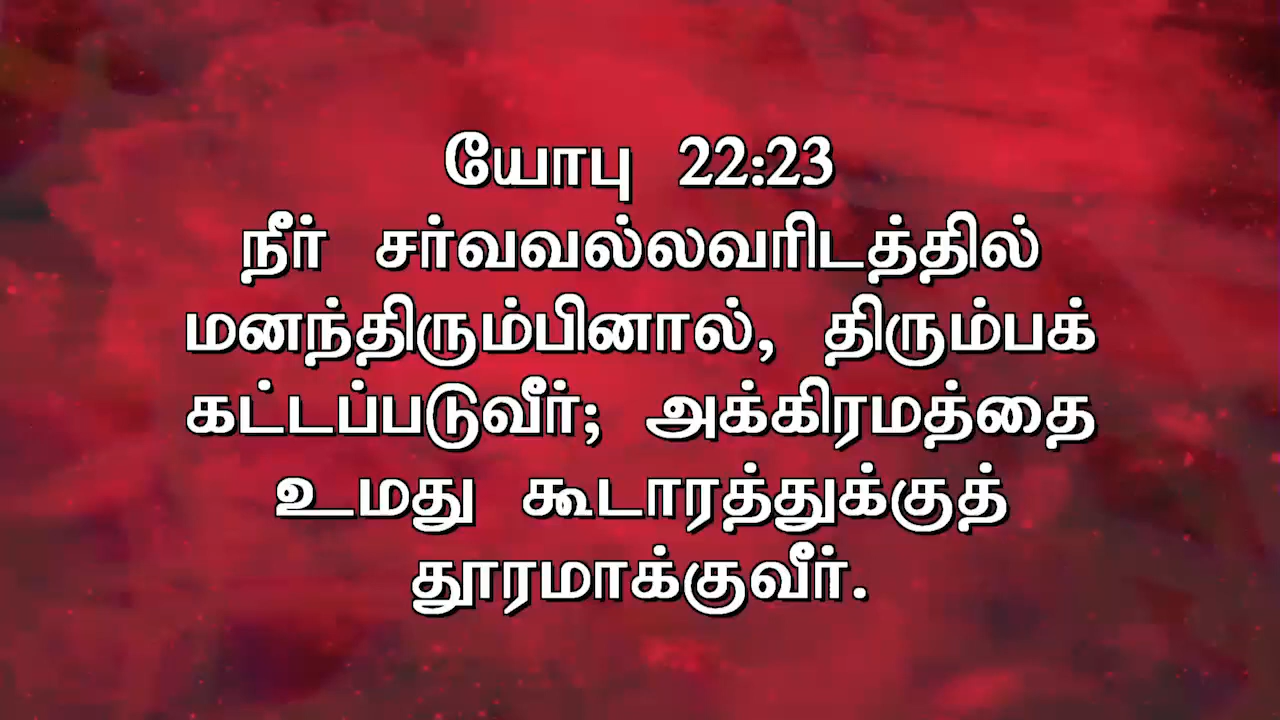 யோபு 22:23
நீர் சர்வவல்லவரிடத்தில்
மனந்திரும்பினால், திரும்பக்
கட்டப்படுவீர்; அக்கிரமத்தை
உமது கூடாரத்துக்குத்
தூரமாக்குவீர்.